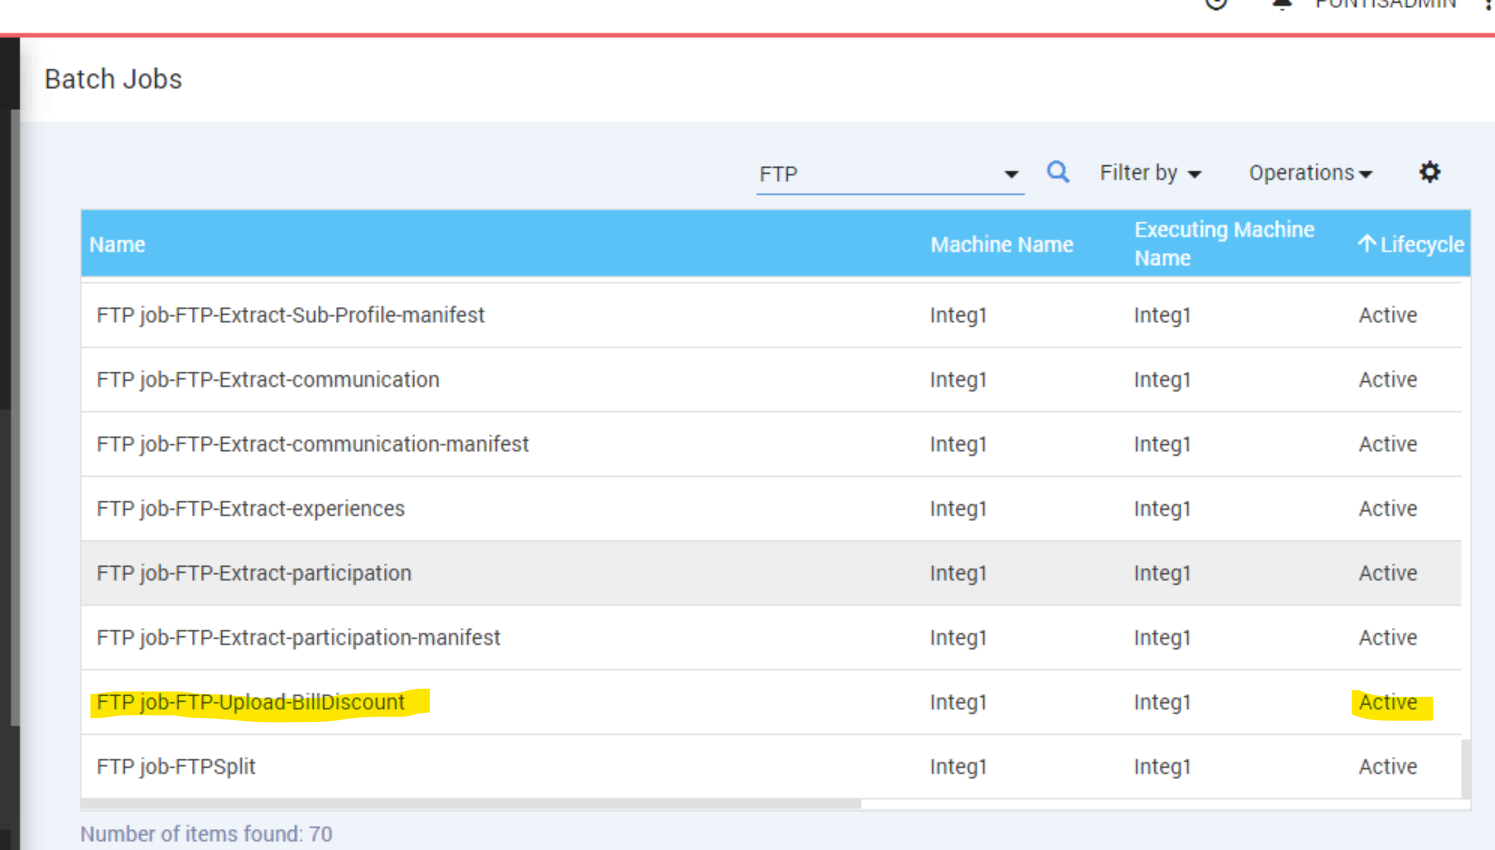 PONTISADMIN
Batch Jobs
FTP Filter by Operations
Name Machine Name Executing Machine Name Lifecycle
FTP job-FTP-Extract-Sub-Profile-manifest Integ1 Integ1 Active
FTP job-FTP-Extract-communication Integ1 Integ1 Active
FTP job-FTP-Extract-communication-manifest Integ1 Integ1 Active
FTP job-FTP-Extract-experiences Integ1 Integ1 Active
FTP job-FTP-Extract-participation Integ1 Integ1 Active
FTP job-FTP-Extract-participation-manifest Integ1 Integ1 Active
FTP job-FTP-Upload-BillDiscount Integ1 Integ1 Active
FTP job-FTPSplit Integ1 Integ1 Active
Number of items found: 70